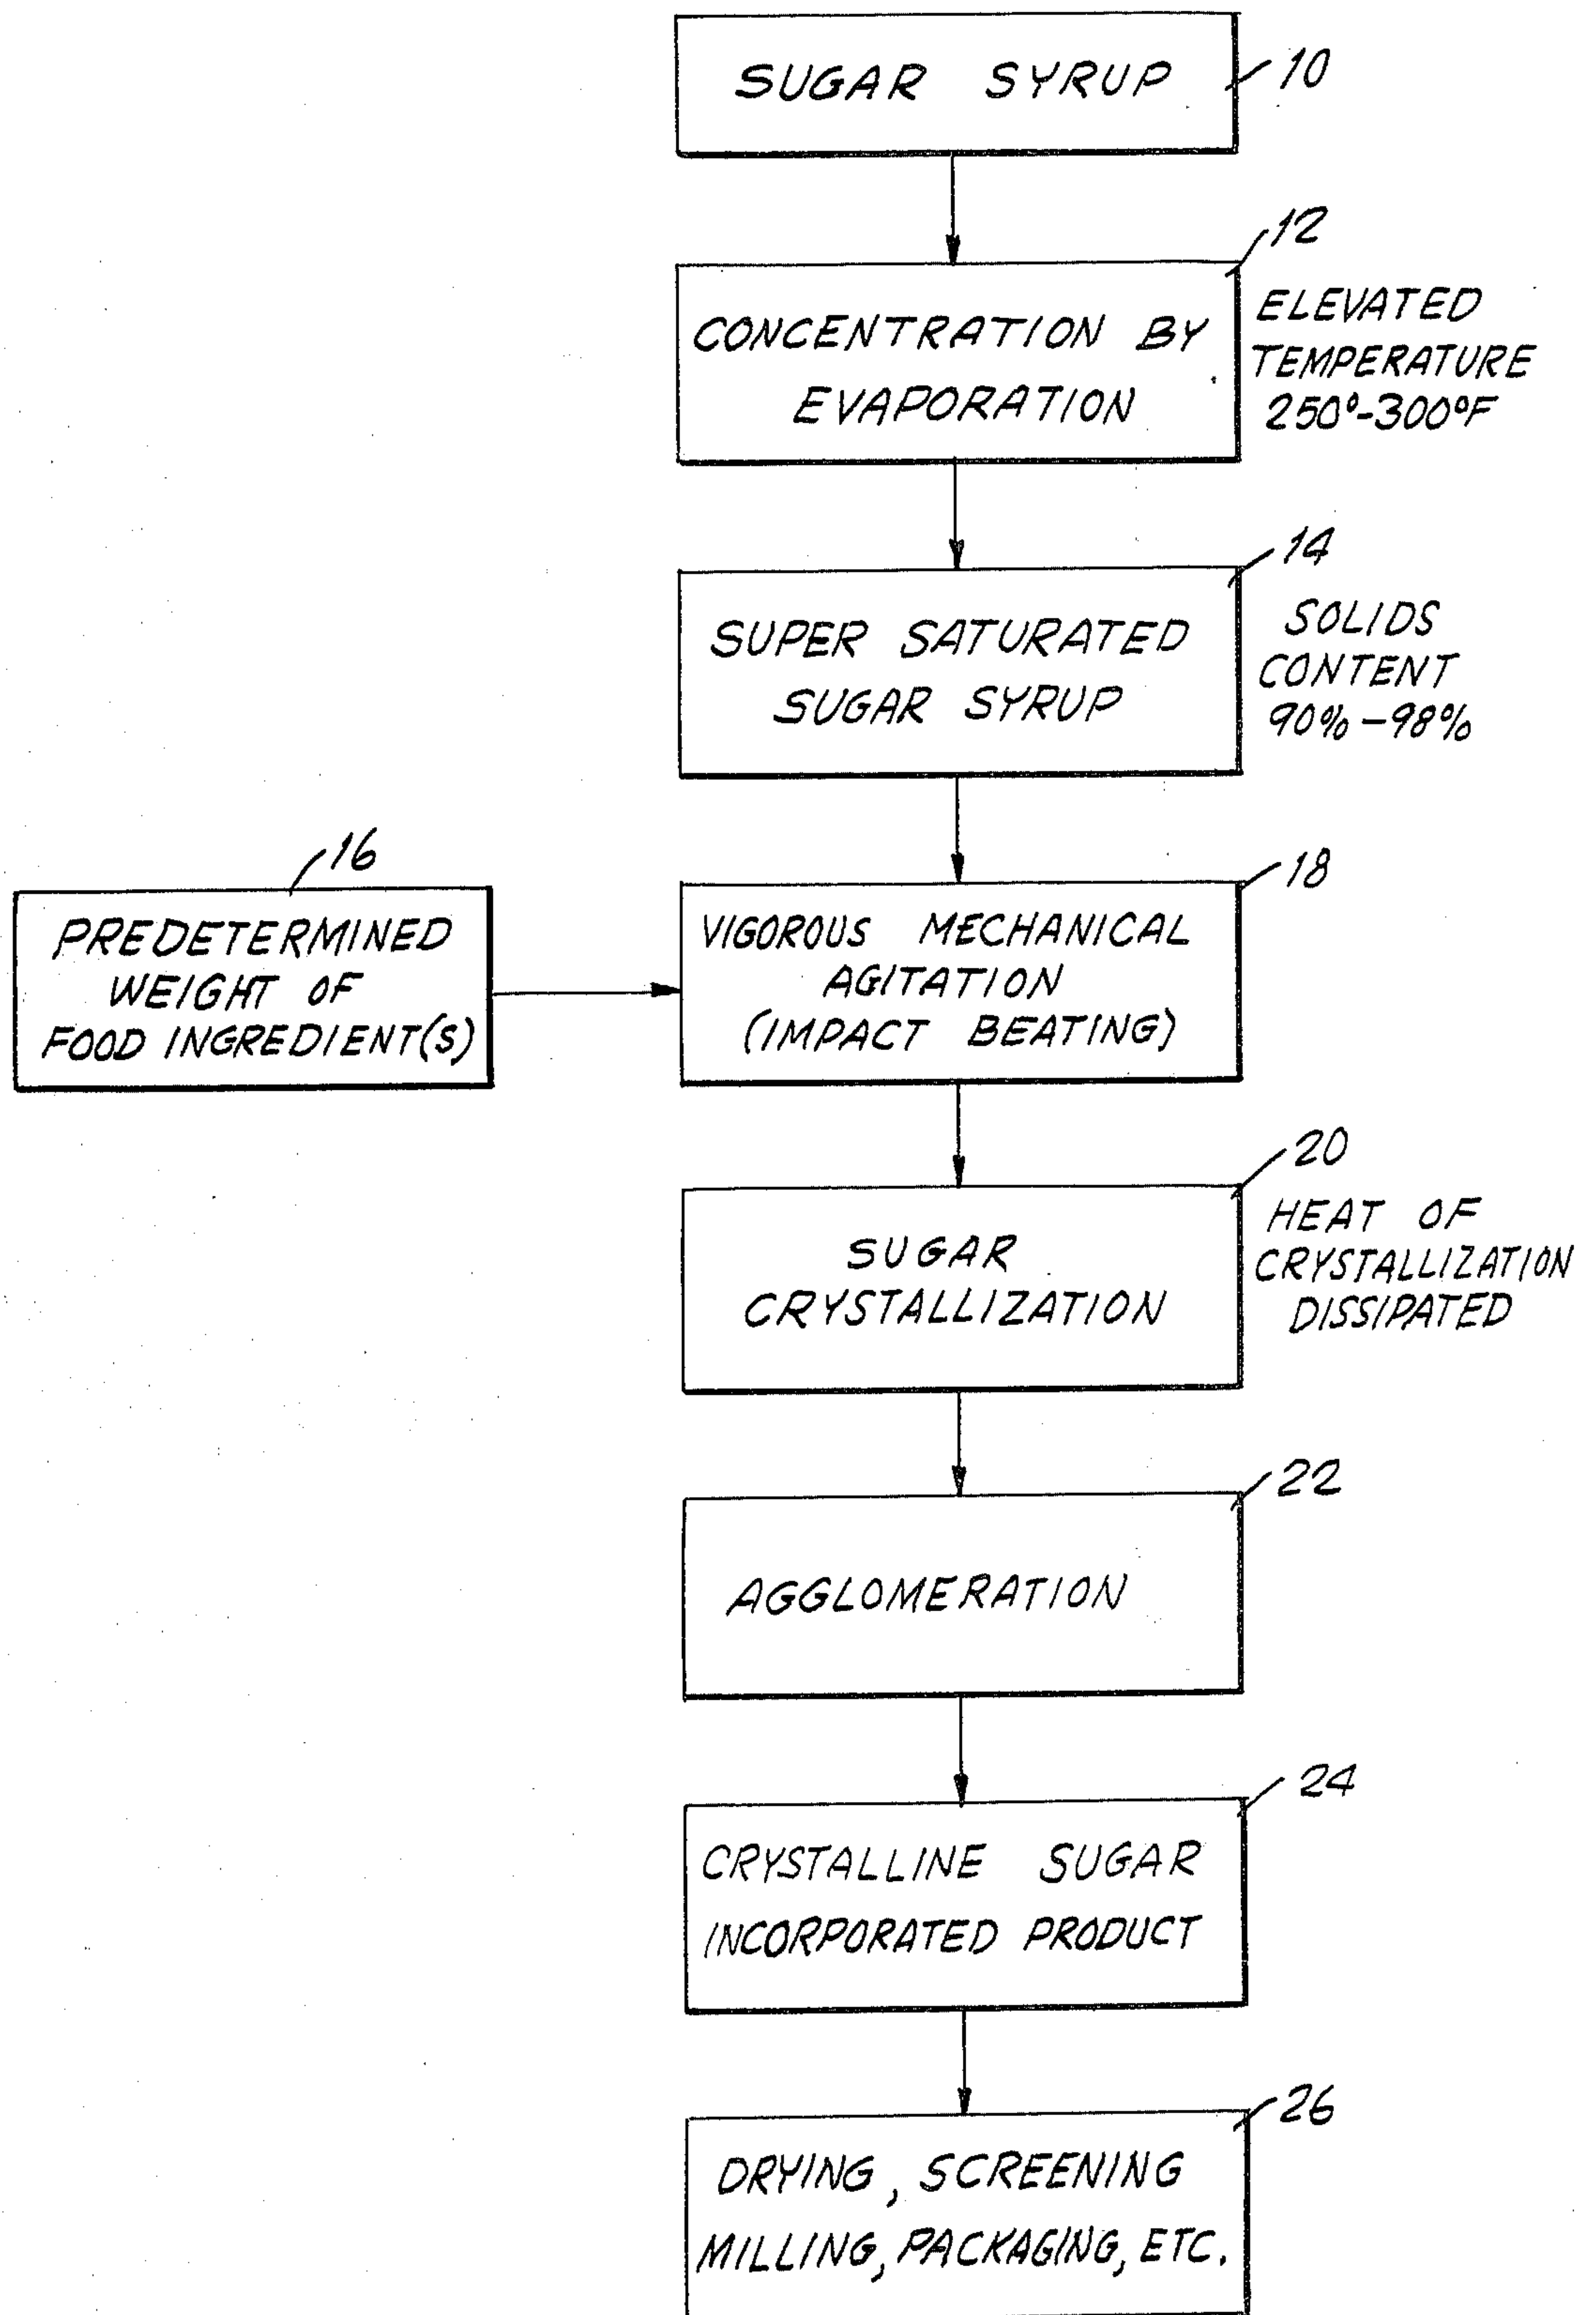 SUGAR SYRUP
10
12
CONCENTRATION BY
EVAPORATION
ELEVATED
TEMPERATURE
250°-300°F
14
SUPER SATURATED
SUGAR SYRUP
SOLIDS
CONTENT
90%-98%
16
PREDETERMINED
WEIGHT OF
FOOD INGREDIENT(S)
18
VIGOROUS MECHANICAL
AGITATION
(IMPACT BEATING)
20
SUGAR
CRYSTALLIZATION
HEAT OF
CRYSTALLIZATION
DISSIPATED
22
AGGLOMERATION
24
CRYSTALLINE SUGAR
INCORPORATED PRODUCT
26
DRYING, SCREENING
MILLING, PACKAGING, ETC.